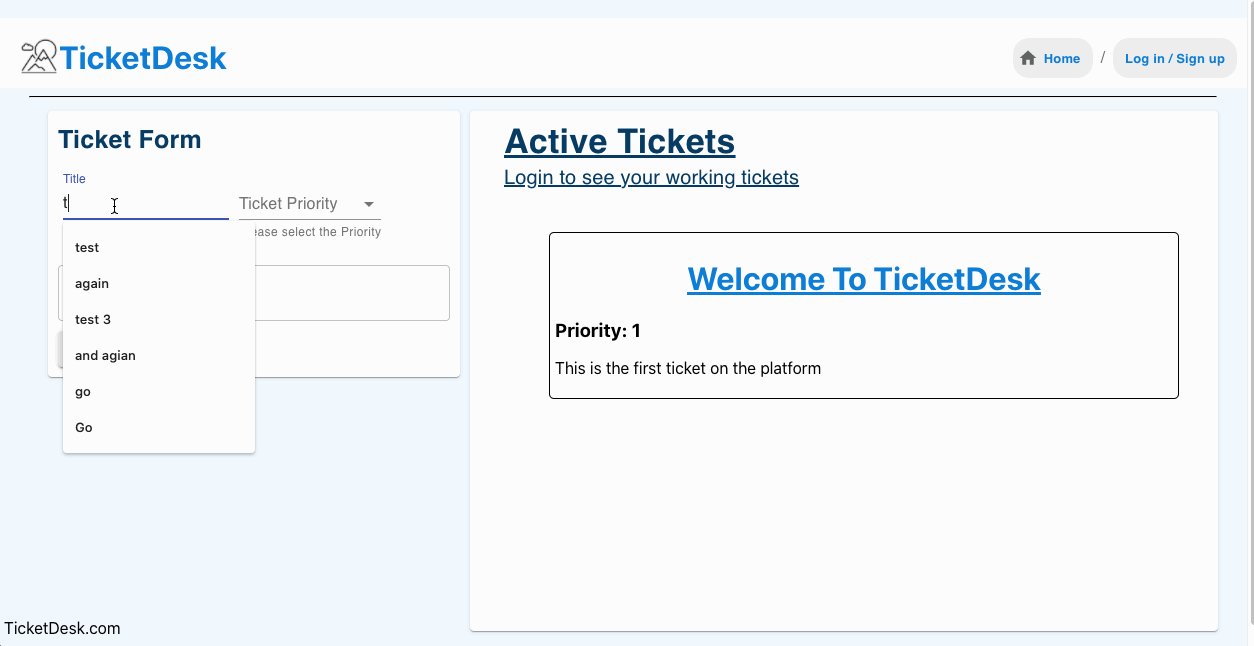 TicketDesk
Home / Log in / Sign up
Ticket Form
Title
t
Ticket Priority
ease select the Priority
test
again
test 3
and agian
go
Go
Active Tickets
Login to see your working tickets
Welcome To TicketDesk
Priority: 1
This is the first ticket on the platform
TicketDesk.com